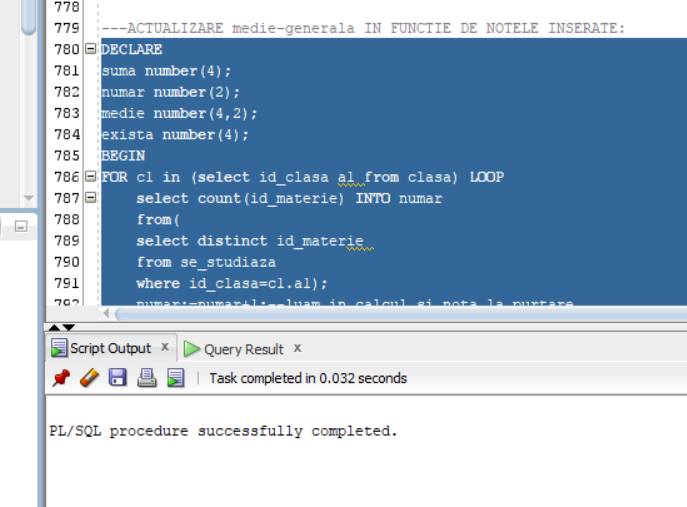 778
779 ---ACTUALIZARE medie-generala IN FUNCTIE DE NOTELE INSERATE:
780 DECLARE
781 suma number(4);
782 numar number(2);
783 medie number(4,2);
784 exista number(4);
785 BEGIN
786 FOR c1 in (select id_clasa a1 from clasa) LOOP
787 select count(id_materie) INTO numar
788 from(
789 select distinct id_materie
790 from se_studiaza
791 where id_clasa=c1.a1);
792 numar:=numar+1;--luam in calcul si nota la purtare
Script Output x Query Result x
Task completed in 0.032 seconds
PL/SQL procedure successfully completed.